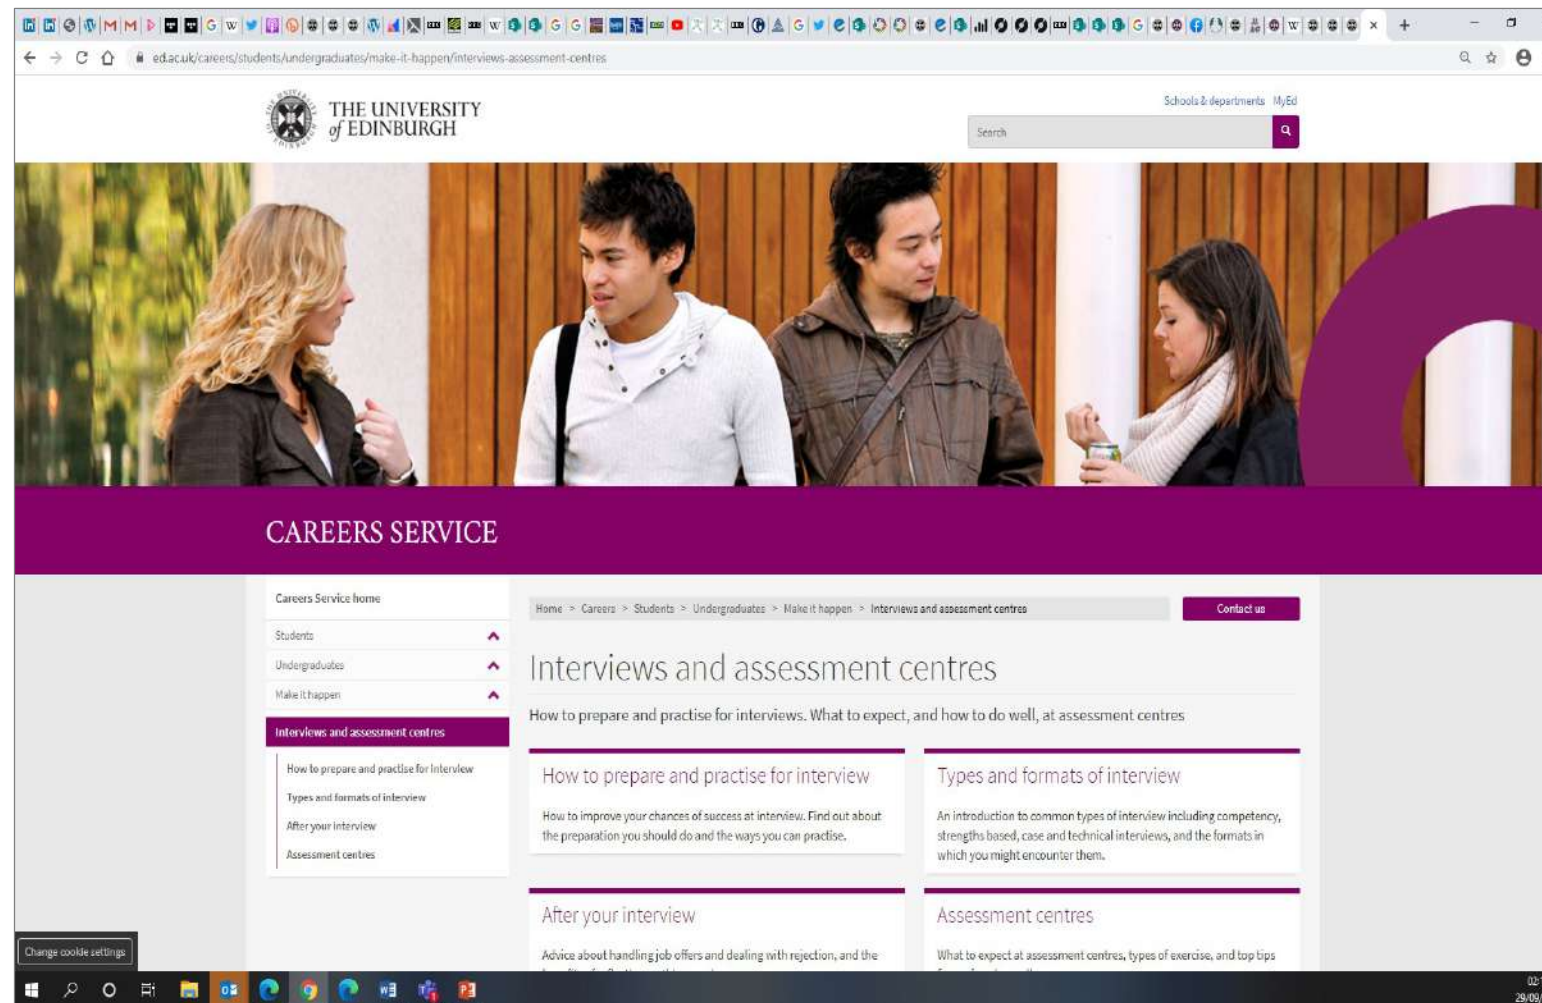 ed.ac.uk/careers/students/undergraduates/make-it-happen/interviews-assessment-centres
THE UNIVERSITY
of EDINBURGH
Schools & departments MyEd
Search
CAREERS SERVICE
Careers Service home
Students
Undergraduates
Make it happen
Interviews and assessment centres
How to prepare and practise for Interview
Types and formats of interview
After your interview
Assessment centres
Home > Careers > Students > Undergraduates > Make it happen > Interviews and assessment centres
Contact us
Interviews and assessment centres
How to prepare and practise for interviews. What to expect, and how to do well, at assessment centres
How to prepare and practise for interview
How to improve your chances of success at interview. Find out about
the preparation you should do and the ways you can practise.
Types and formats of interview
An introduction to common types of interview including competency,
strengths based, case and technical interviews, and the formats in
which you might encounter them.
After your interview
Advice about handling job offers and dealing with rejection, and the
Assessment centres
What to expect at assessment centres, types of exercise, and top tips
Change cookie settings
02:
29/09/